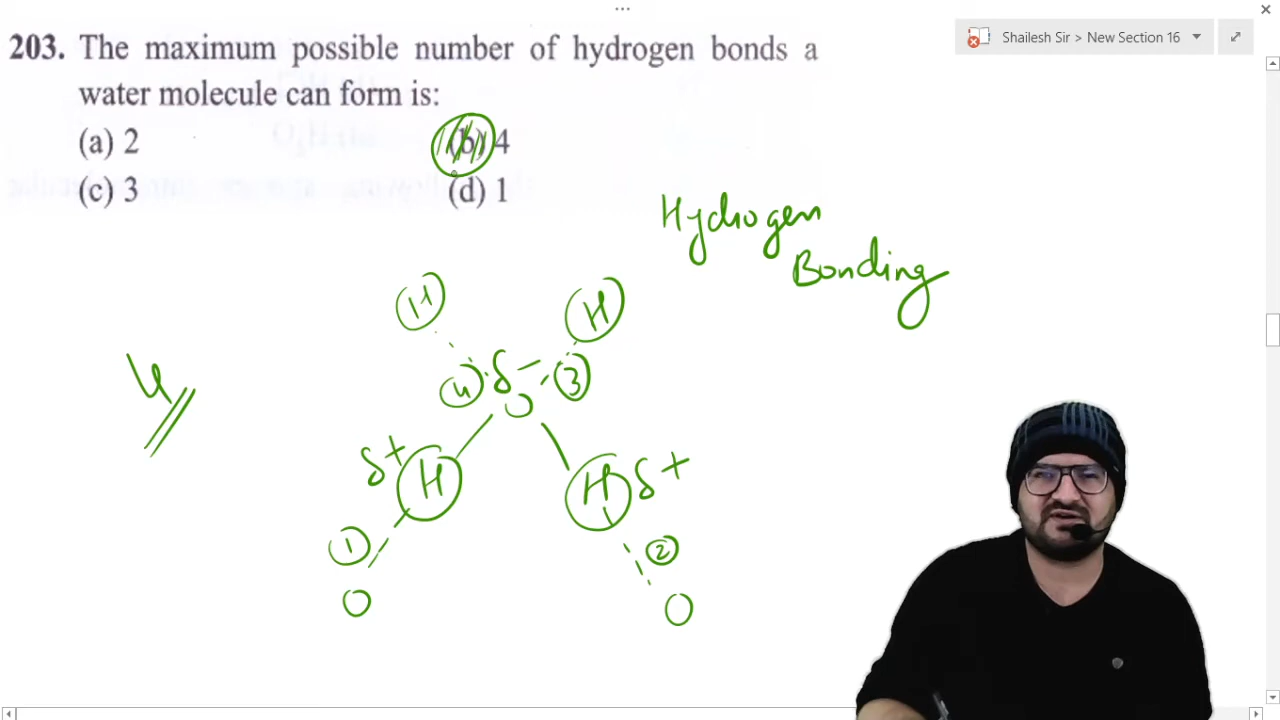 Shailesh Sir > New Section 16
203. The maximum possible number of hydrogen bonds a
water molecule can form is:
(a) 2 (b) 4
(c) 3 (d) 1
Hydrogen
Bonding
H H
4 δ- 3
O
4
δ+ H H δ+
1 2
O O